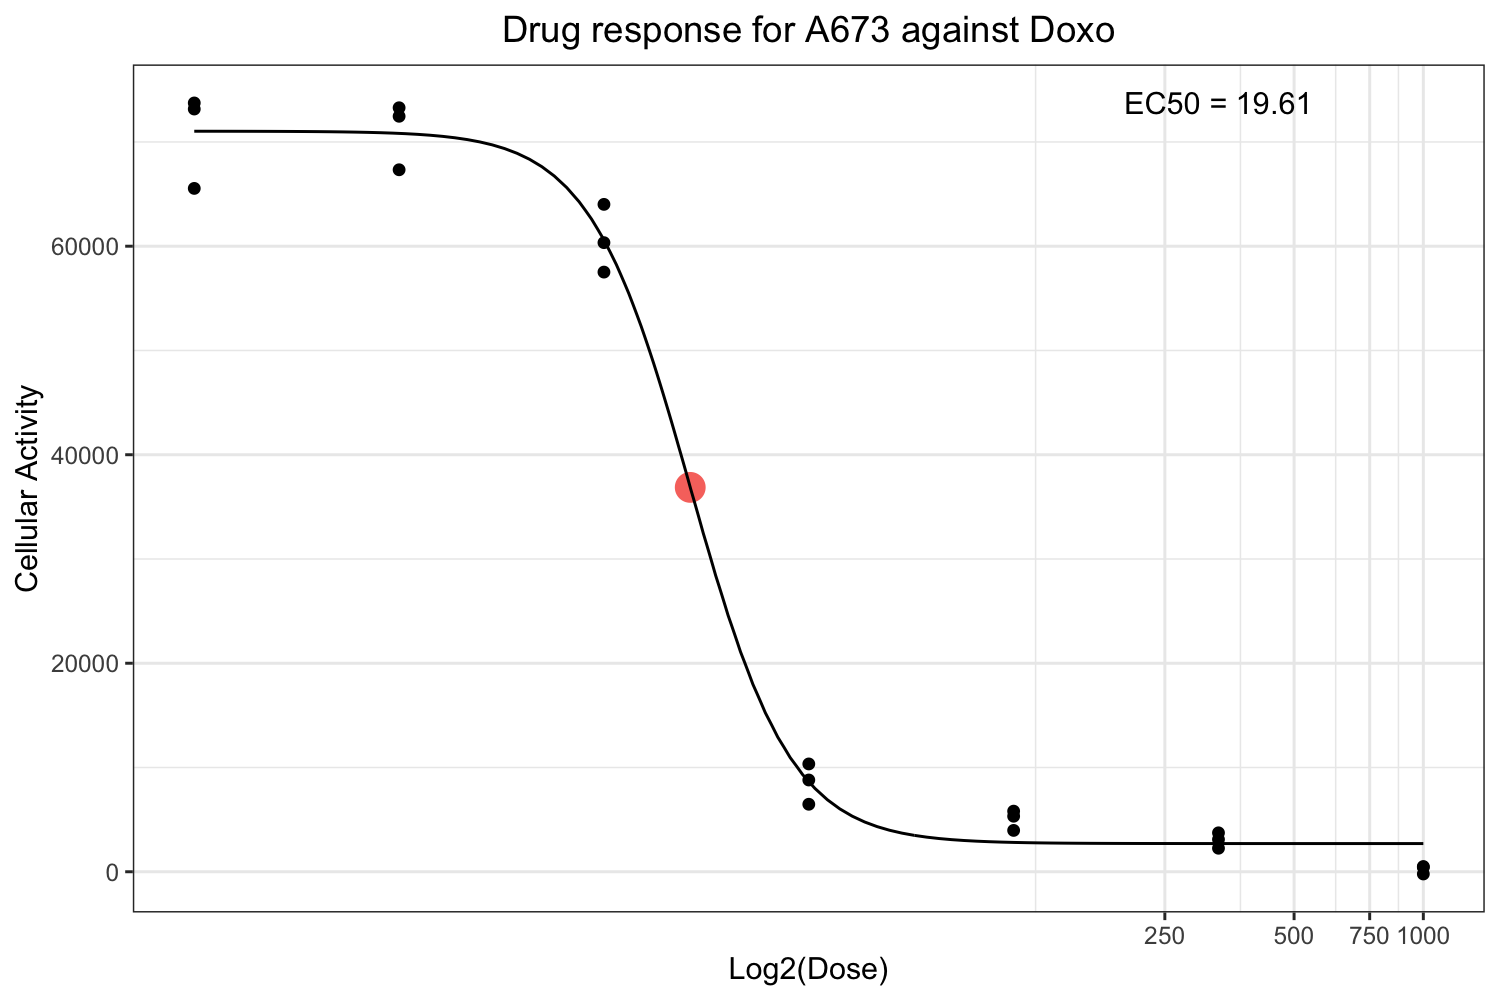 Drug response for A673 against Doxo
EC50 = 19.61
Cellular Activity
60000
40000
20000
0
250 500 750 1000
Log2(Dose)